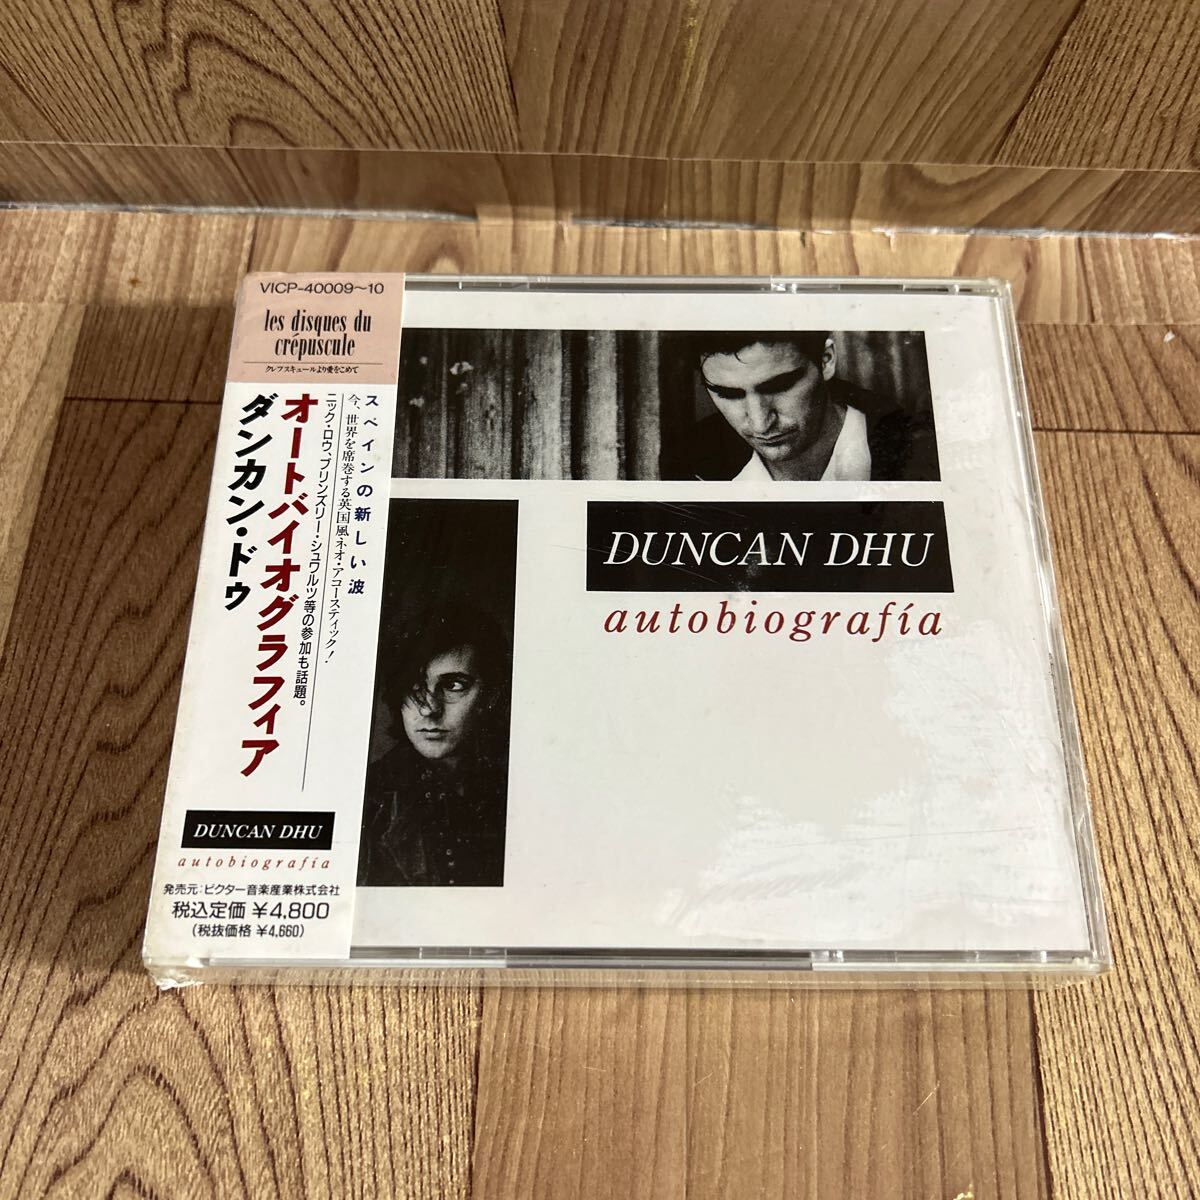 VICP-40009~10
les disques du
crépuscule
クレプスキュールより愛をこめて
スペインの新しい波
今、世界を席巻する英国風ネオ・アコースティック！
ニック・ロウ、ブリンズリー・シュワルツ等の参加も話題。
オートバイオグラフィア
ダンカン・ドゥ
DUNCAN DHU
autobiografía
発売元：ビクター音楽産業株式会社
税込定価 ￥4,800
(税抜価格 ￥4,660)
DUNCAN DHU
autobiografía